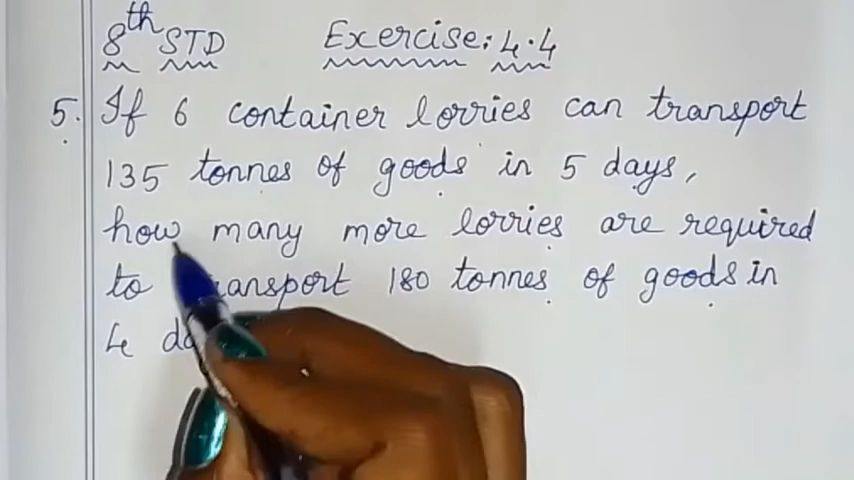 8th STD Exercise: 4.4
5. If 6 container lorries can transport
135 tonnes of goods in 5 days,
how many more lorries are required
to transport 180 tonnes of goods in
4